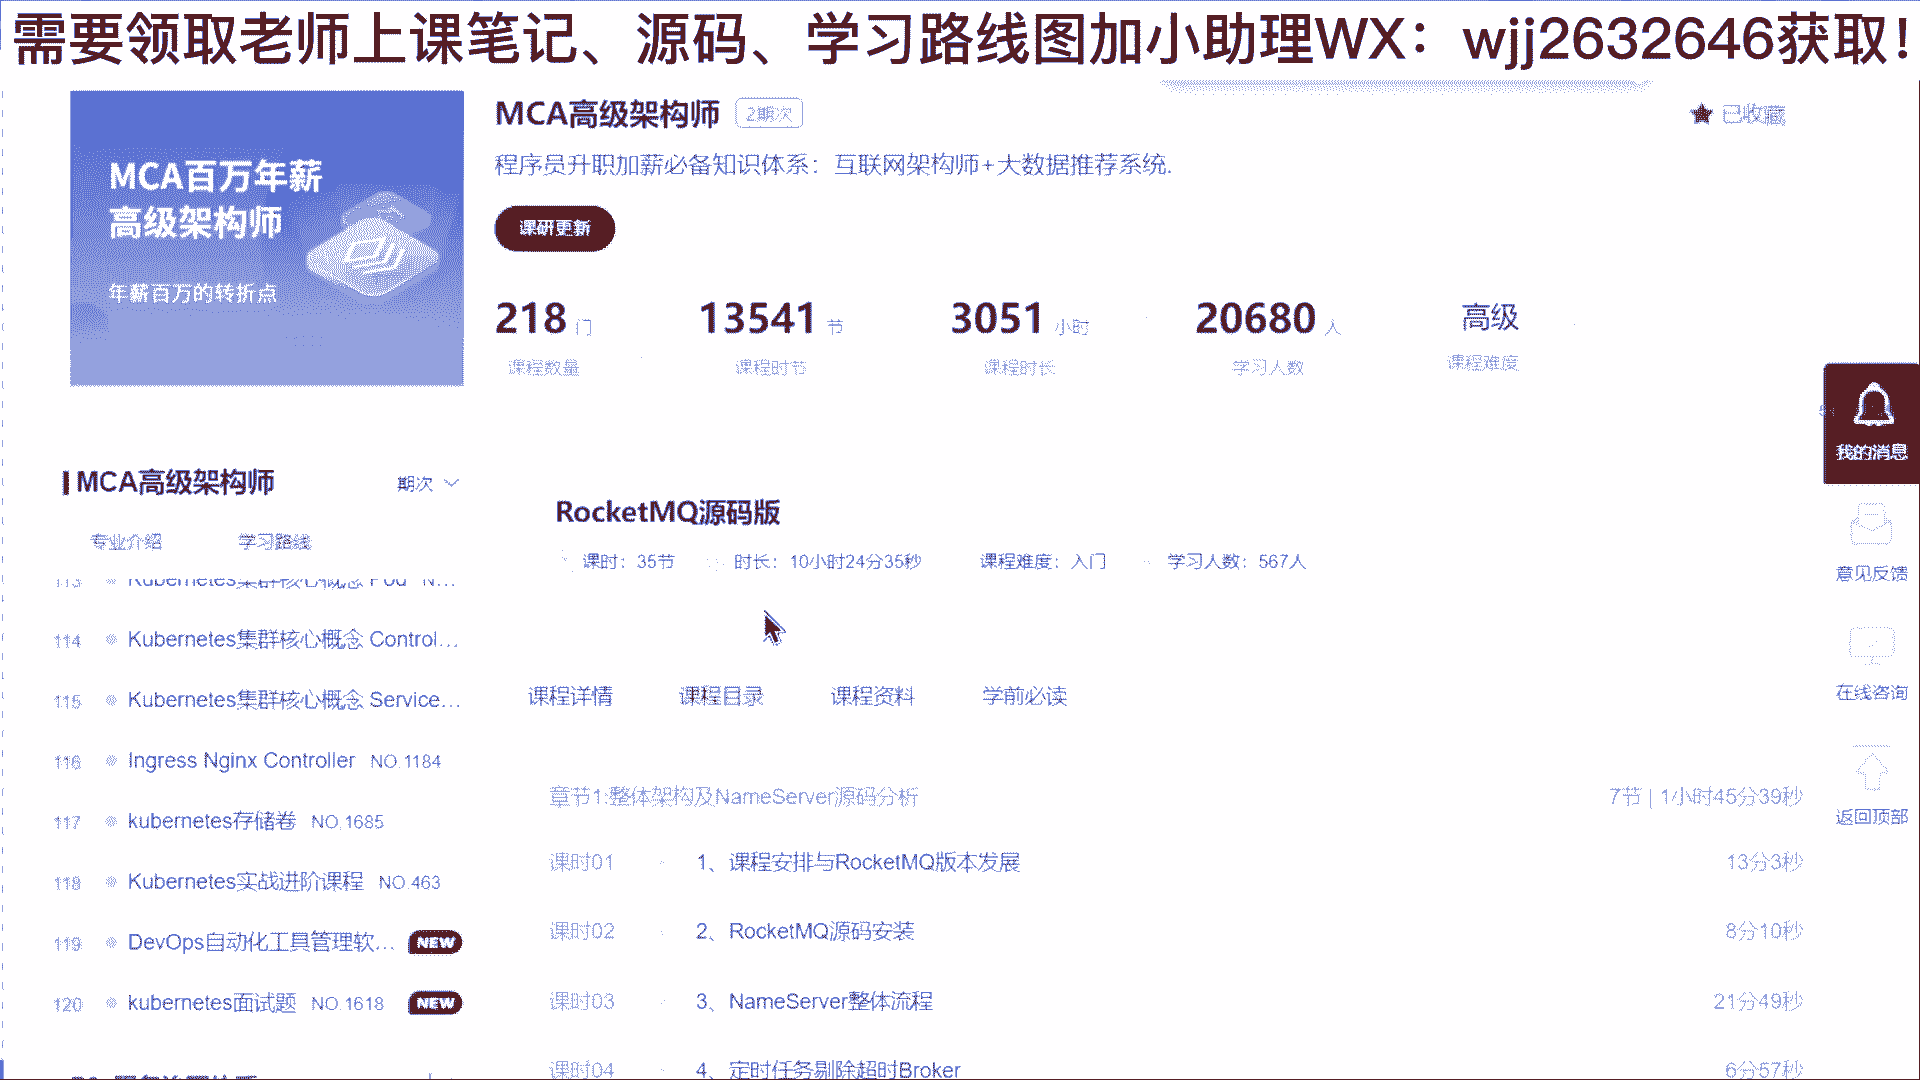 需要领取老师上课笔记、源码、学习路线图加小助理WX：wjj2632646获取！
MCA百万年薪
高级架构师
年薪百万的转折点
MCA高级架构师 2期次
已收藏
程序员升职加薪必备知识体系：互联网架构师+大数据推荐系统.
课研更新
218 门
课程数量
13541 节
课程时节
3051 小时
课程时长
20680 人
学习人数
高级
课程难度
我的消息
意见反馈
在线咨询
返回顶部
MCA高级架构师 期次
专业介绍 学习路线
113 Kubernetes集群核心概念 Pod N...
114 Kubernetes集群核心概念 Control...
115 Kubernetes集群核心概念 Service...
116 Ingress Nginx Controller NO.1184
117 kubernetes存储卷 NO.1685
118 Kubernetes实战进阶课程 NO.463
119 DevOps自动化工具管理软... NEW
120 kubernetes面试题 NO.1618 NEW
RocketMQ源码版
课时：35节 时长：10小时24分35秒 课程难度：入门 学习人数：567人
课程详情 课程目录 课程资料 学前必读
章节1:整体架构及NameServer源码分析 7节 | 1小时45分39秒
课时01 1、课程安排与RocketMQ版本发展 13分3秒
课时02 2、RocketMQ源码安装 8分10秒
课时03 3、NameServer整体流程 21分49秒
课时04 4、定时任务剔除超时Broker 6分57秒